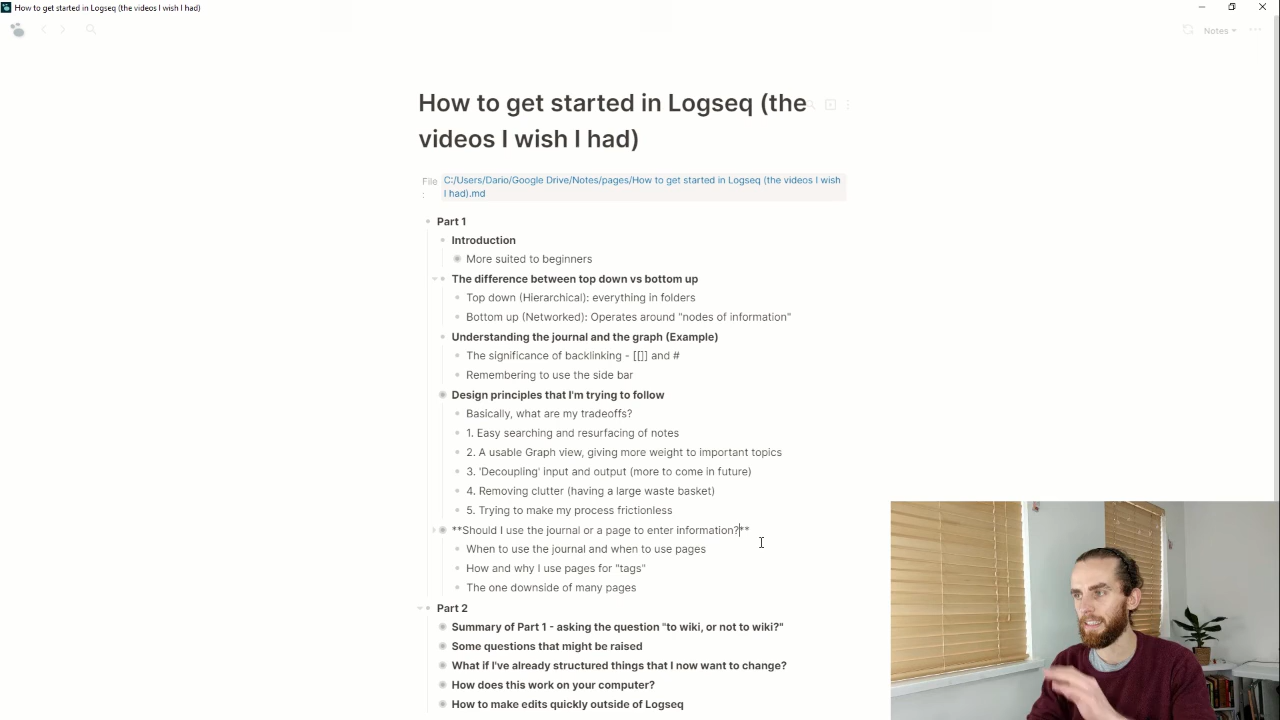 How to get started in Logseq (the videos I wish I had)
Notes
How to get started in Logseq (the
videos I wish I had)
File
:
C:/Users/Dario/Google Drive/Notes/pages/How to get started in Logseq (the videos I wish
I had).md
Part 1
Introduction
More suited to beginners
The difference between top down vs bottom up
Top down (Hierarchical): everything in folders
Bottom up (Networked): Operates around "nodes of information"
Understanding the journal and the graph (Example)
The significance of backlinking - [[]] and #
Remembering to use the side bar
Design principles that I'm trying to follow
Basically, what are my tradeoffs?
1. Easy searching and resurfacing of notes
2. A usable Graph view, giving more weight to important topics
3. 'Decoupling' input and output (more to come in future)
4. Removing clutter (having a large waste basket)
5. Trying to make my process frictionless
**Should I use the journal or a page to enter information?**
When to use the journal and when to use pages
How and why I use pages for "tags"
The one downside of many pages
Part 2
Summary of Part 1 - asking the question "to wiki, or not to wiki?"
Some questions that might be raised
What if I've already structured things that I now want to change?
How does this work on your computer?
How to make edits quickly outside of Logseq